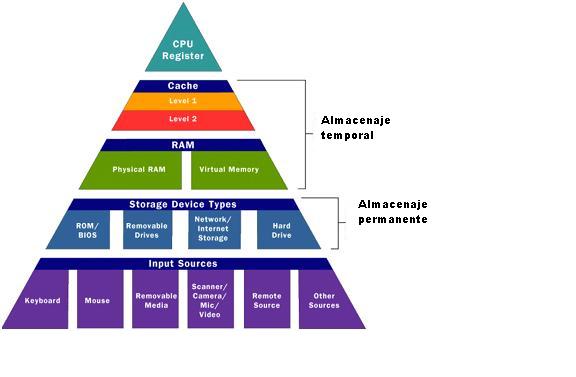 CPU
Register
Cache
Level 1
Level 2
Almacenaje
temporal
RAM
Physical RAM
Virtual Memory
Storage Device Types
Almacenaje
permanente
ROM/
BIOS
Removable
Drives
Network/
Internet
Storage
Hard
Drive
Input Sources
Keyboard
Mouse
Removable
Media
Scanner/
Camera/
Mic/
Video
Remote
Source
Other
Sources